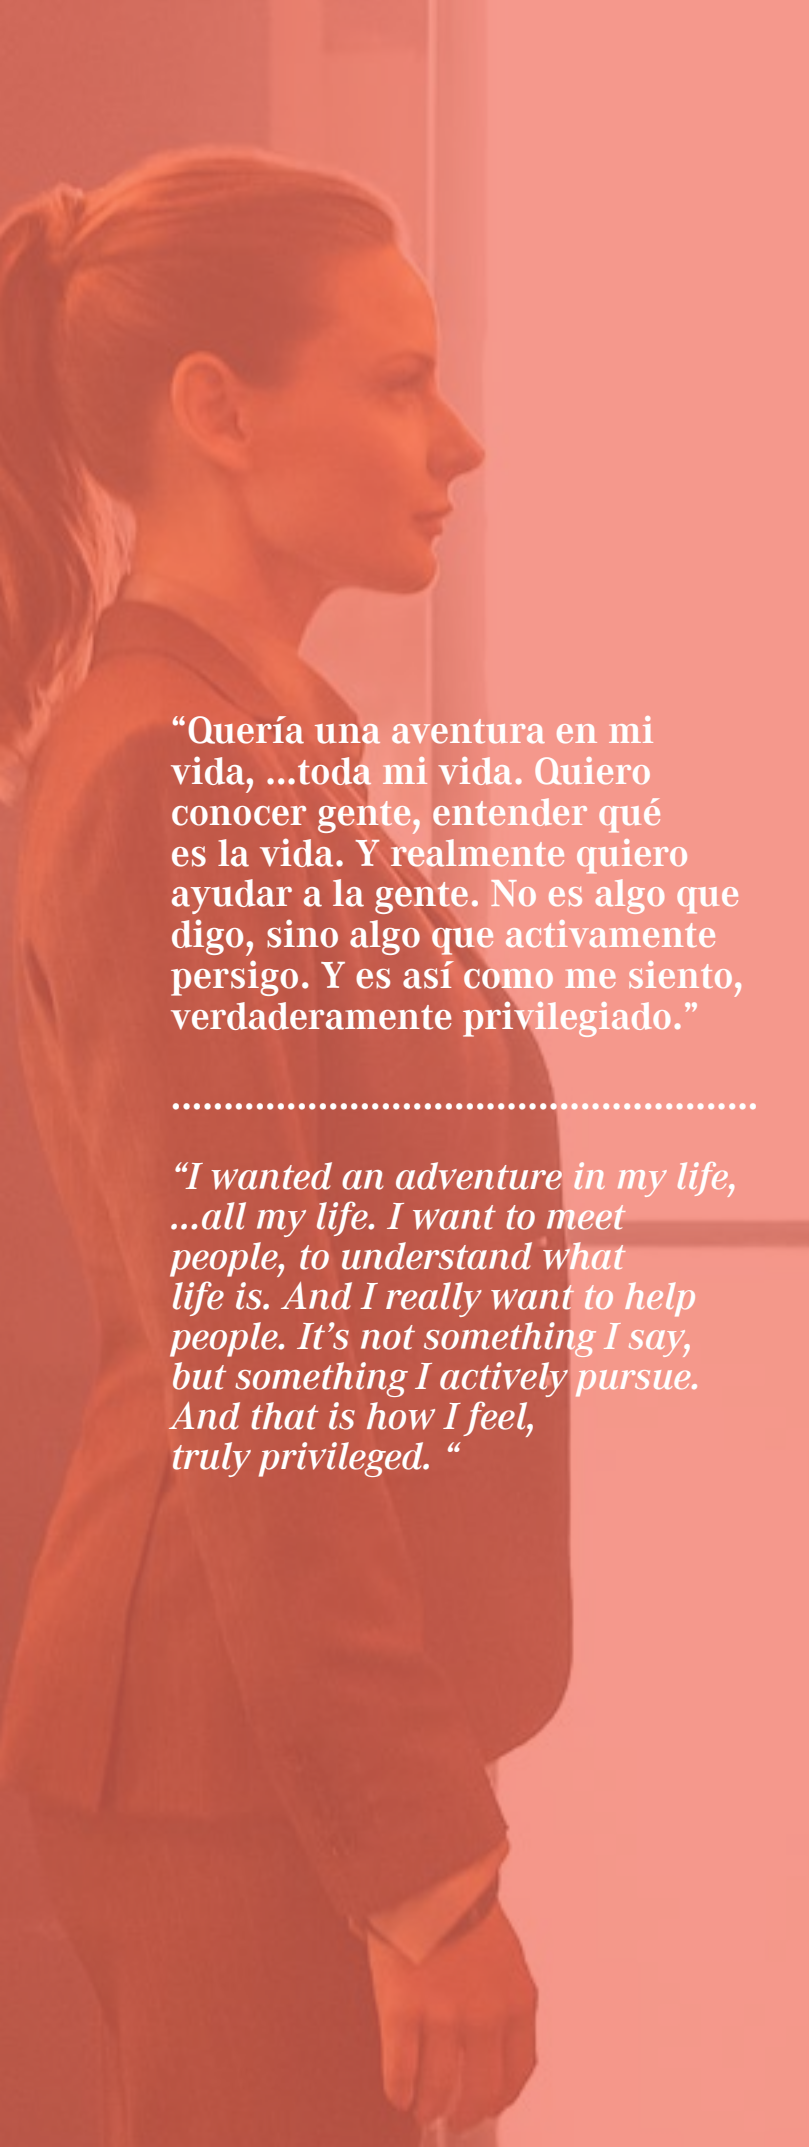 “Quería una aventura en mi
vida, ...toda mi vida. Quiero
conocer gente, entender qué
es la vida. Y realmente quiero
ayudar a la gente. No es algo que
digo, sino algo que activamente
persigo. Y es así como me siento,
verdaderamente privilegiado.”
“I wanted an adventure in my life,
...all my life. I want to meet
people, to understand what
life is. And I really want to help
people. It’s not something I say,
but something I actively pursue.
And that is how I feel,
truly privileged. “